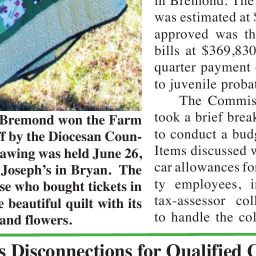 Bremond won the Farm
by the Diocesan Coun-
awing was held June 26,
Joseph's in Bryan. The
se who bought tickets in
beautiful quilt with its
and flowers.
in Bremond. The
was estimated at $
approved was th
bills at $369,830
quarter payment
to juvenile probat
The Commis
took a brief break
to conduct a budg
Items discussed w
car allowances fo
ty employees, i
tax-assessor coll
to handle the col
s Disconnections for Qualified C